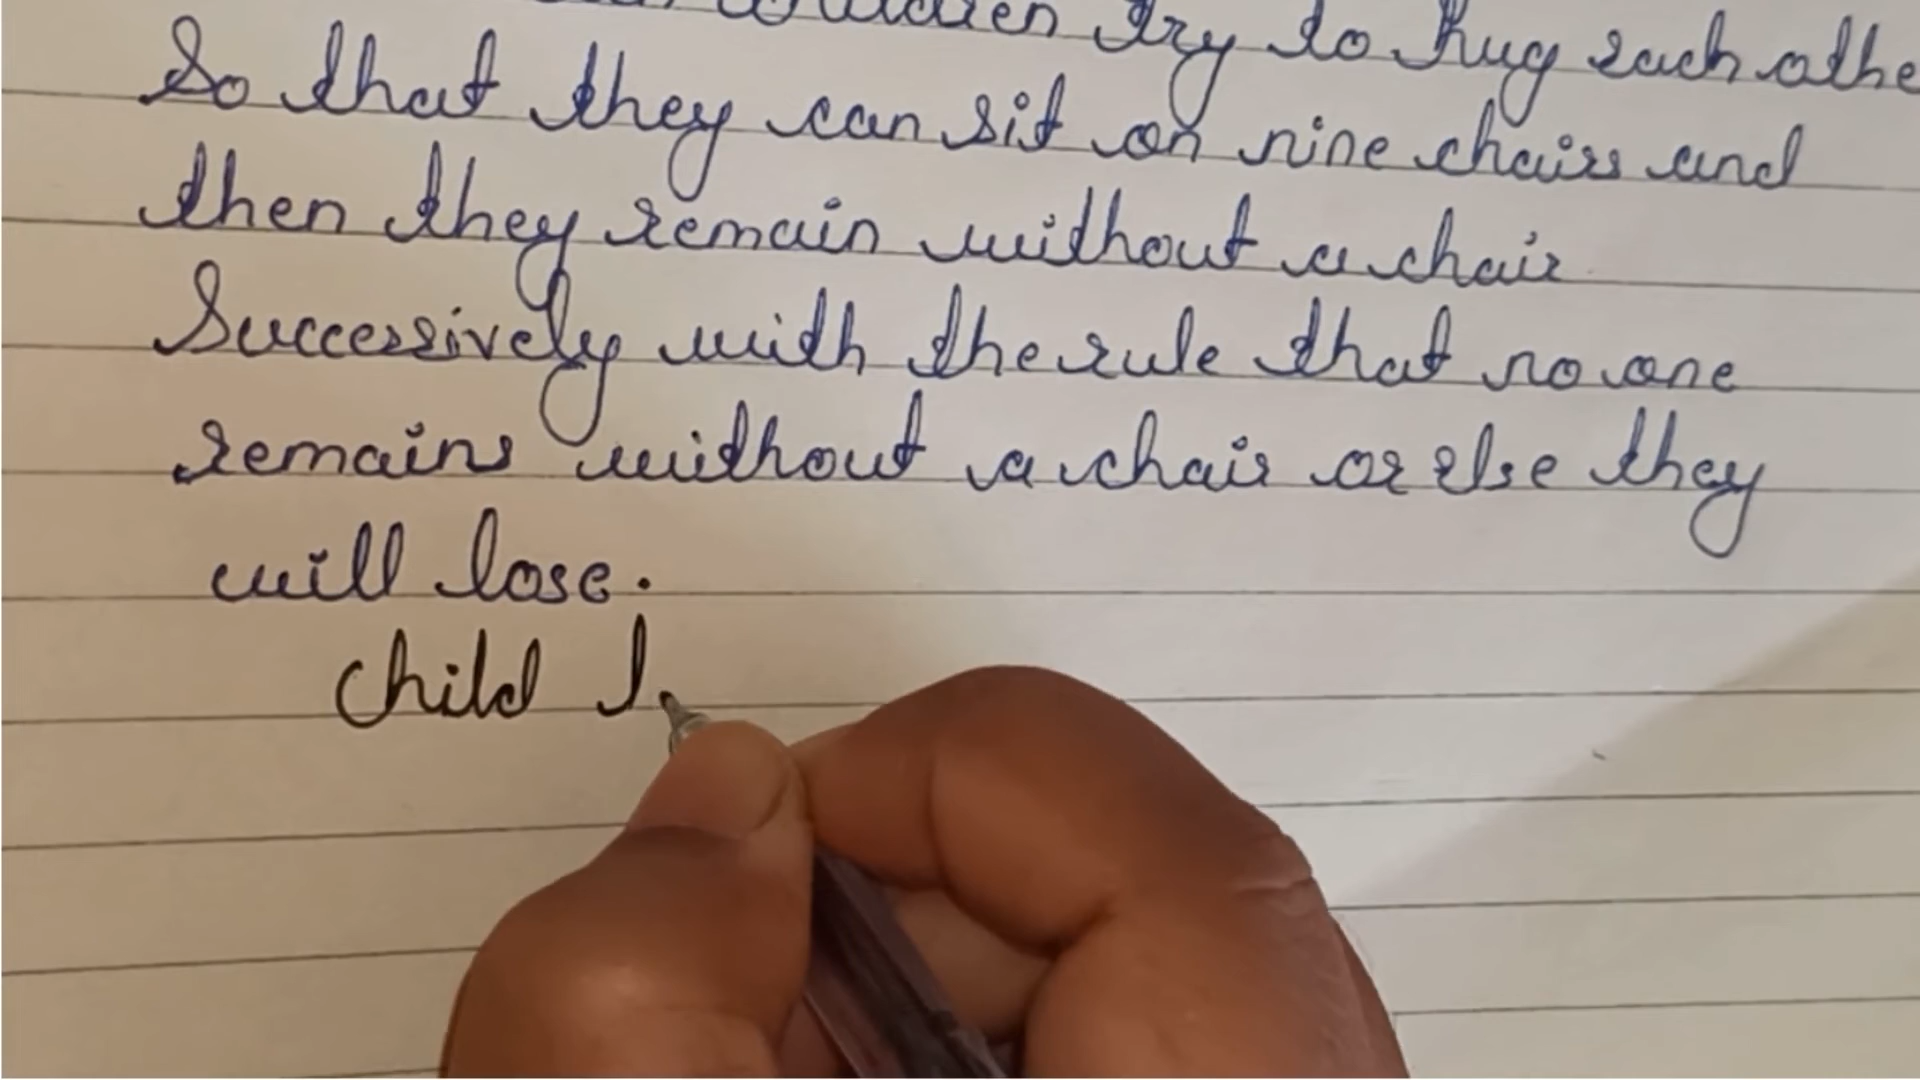 try to hug each othe
So that they can sit on nine chairs and
then they remain without a chair
Successively with the rule that no one
remains without a chair or else they
will lose.
child